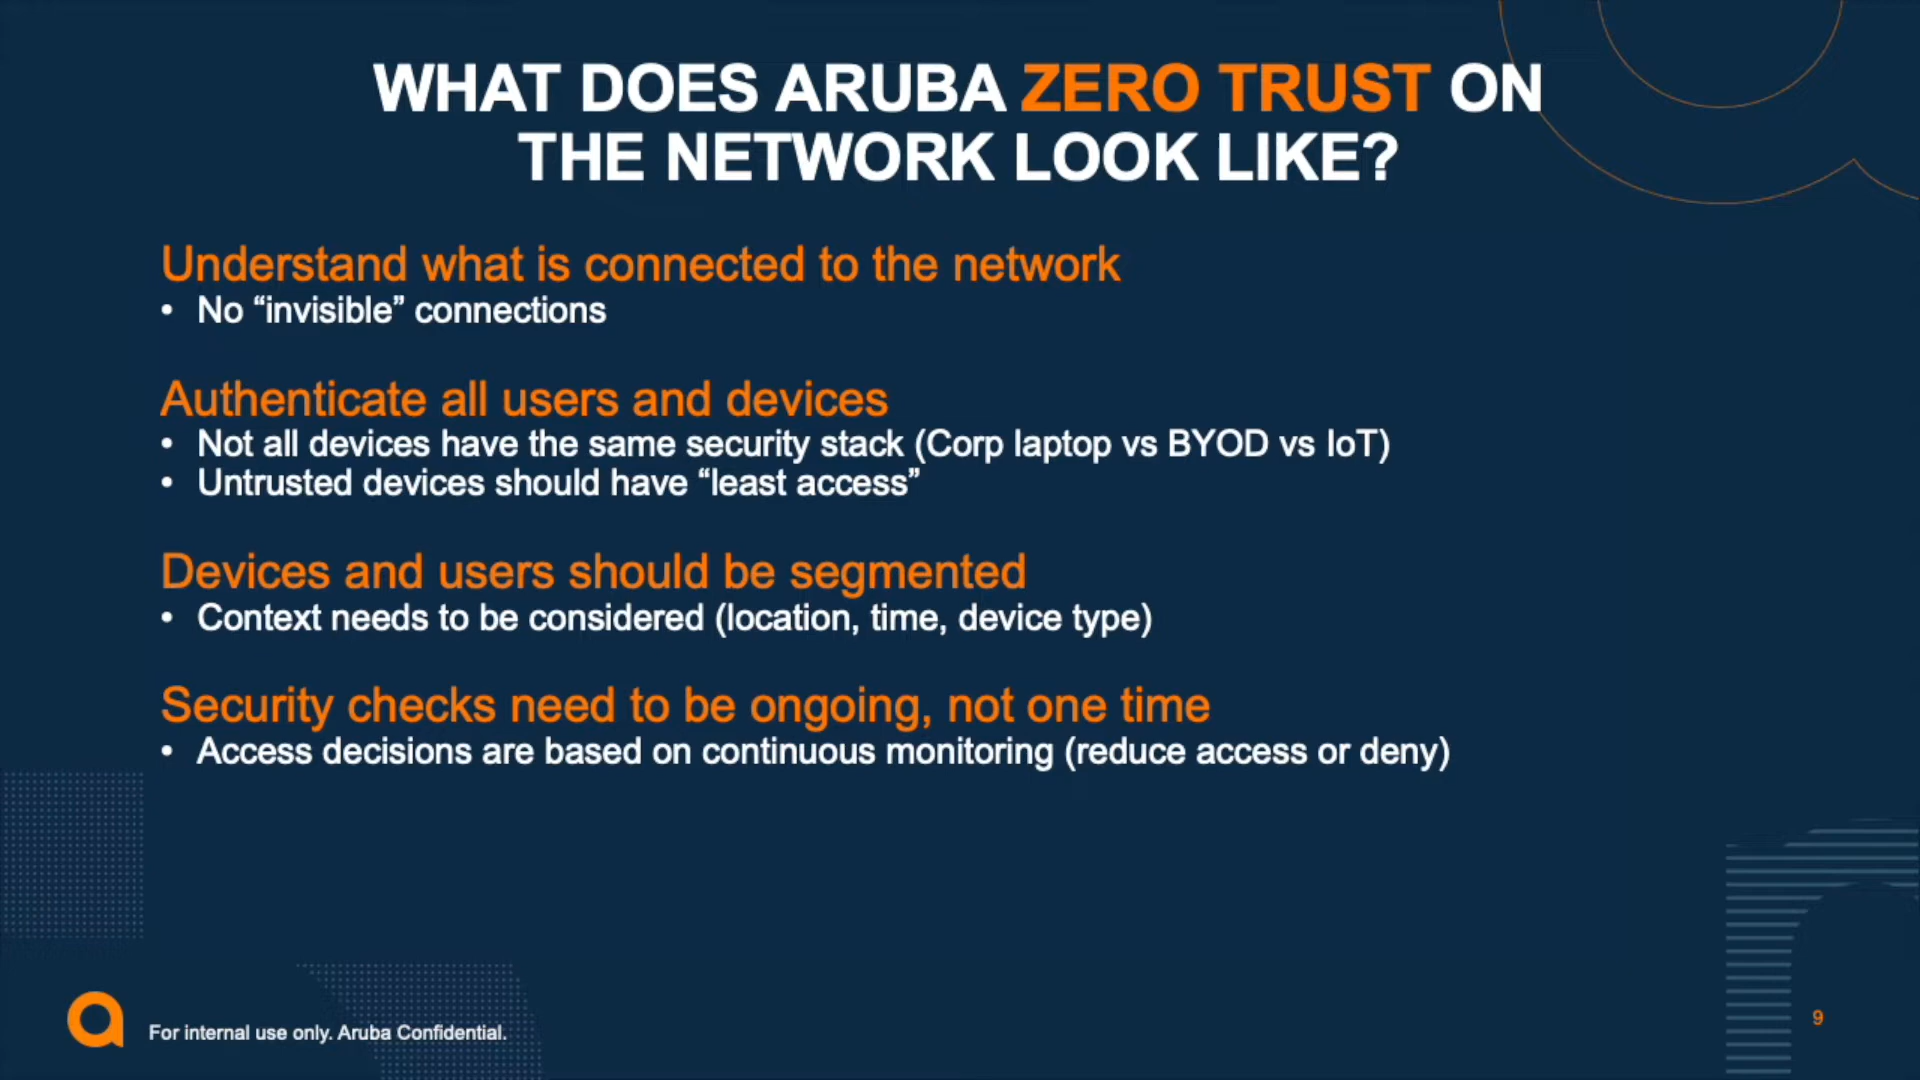 WHAT DOES ARUBA ZERO TRUST ON
THE NETWORK LOOK LIKE?
Understand what is connected to the network
• No “invisible” connections
Authenticate all users and devices
• Not all devices have the same security stack (Corp laptop vs BYOD vs IoT)
• Untrusted devices should have “least access”
Devices and users should be segmented
• Context needs to be considered (location, time, device type)
Security checks need to be ongoing, not one time
• Access decisions are based on continuous monitoring (reduce access or deny)
For internal use only. Aruba Confidential.
9